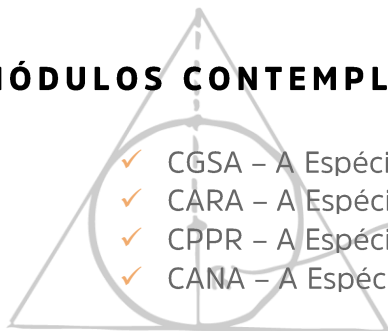 MÓDULOS CONTEMPL
CGSA – A Espéci
CARA – A Espéci
CPPR – A Espéci
CANA – A Espéc